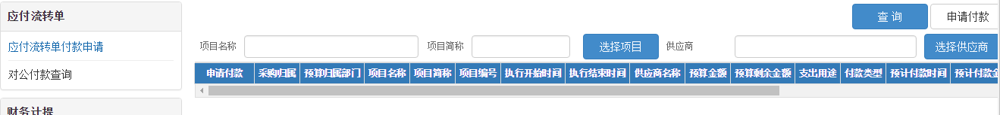 应付流转单
应付流转单付款申请
对公付款查询
财务计提
查 询 申请付款
项目名称 项目简称 选择项目 供应商 选择供应商
申请付款 采购归属 预算归属部门 项目名称 项目简称 项目编号 执行开始时间 执行结束时间 供应商名称 预算金额 预算剩余金额 支出用途 付款类型 预计付款时间 预计付款金